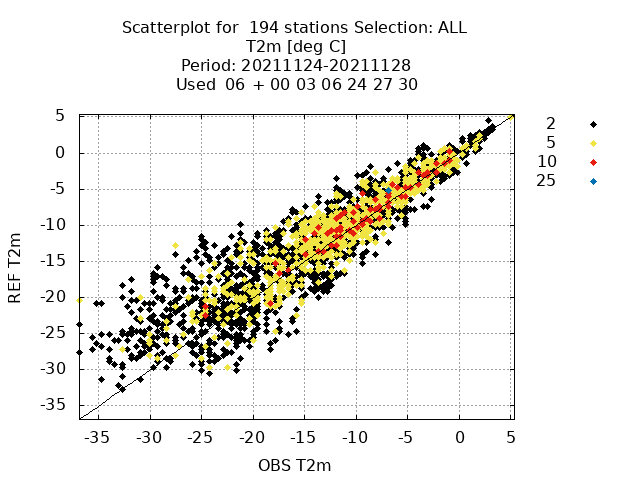 Scatterplot for  194 stations Selection: ALL
T2m [deg C]
Period: 20211124-20211128
Used  06 + 00 03 06 24 27 30
2
5
10
25
5
0
-5
-10
-15
-20
-25
-30
-35
REF T2m
-35 -30 -25 -20 -15 -10 -5 0 5
OBS T2m